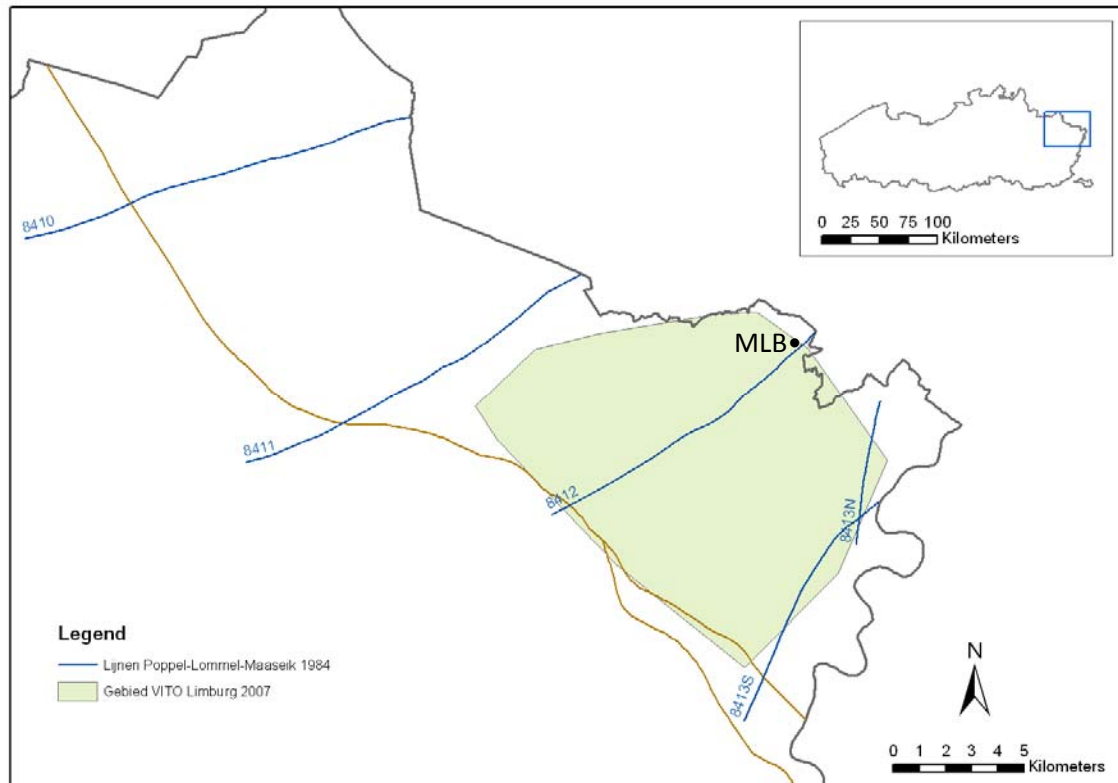 0 25 50 75 100
Kilometers
8410
MLB
8411
8412
8413N
8413S
Legend
Lijnen Poppel-Lommel-Maaseik 1984
Gebied VITO Limburg 2007
N
0 1 2 3 4 5
Kilometers